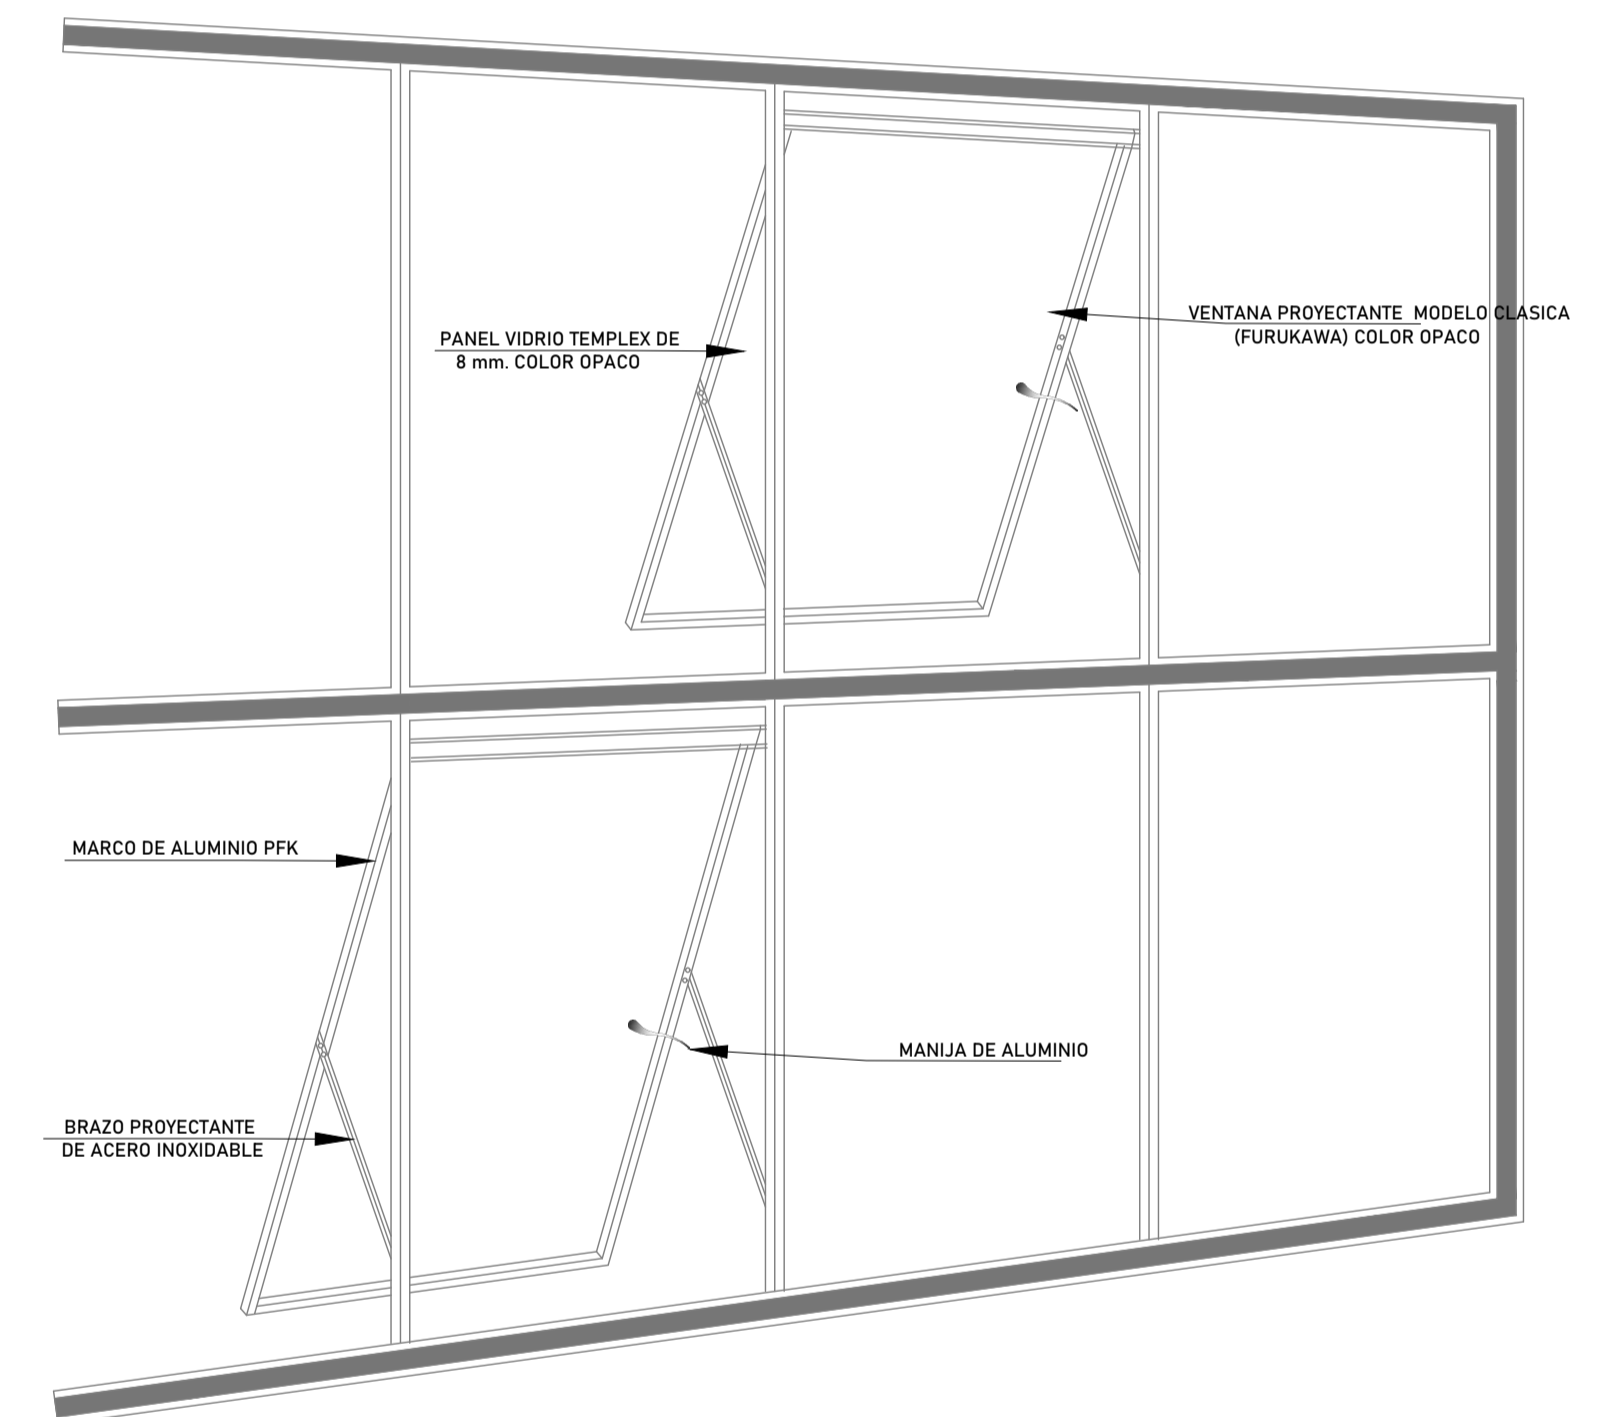 VENTANA PROYECTANTE MODELO CLASICA
(FURUKAWA) COLOR OPACO
PANEL VIDRIO TEMPLEX DE
8 mm. COLOR OPACO
MARCO DE ALUMINIO PFK
MANIJA DE ALUMINIO
BRAZO PROYECTANTE
DE ACERO INOXIDABLE